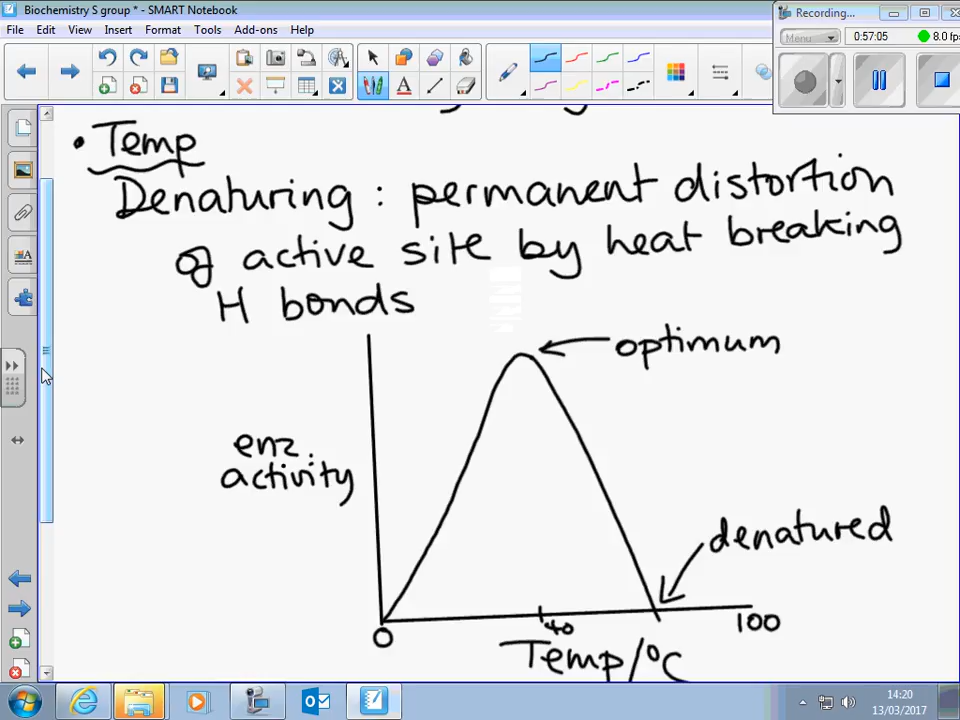 Biochemistry S group * - SMART Notebook
Recording...
File Edit View Insert Format Tools Add-ons Help
Menu 0:57:05 8.0 fp
• Temp
Denaturing : permanent distortion
of active site by heat breaking
H bonds
optimum
enz.
activity
denatured
0 40 100
Temp/°C
14:20
13/03/2017